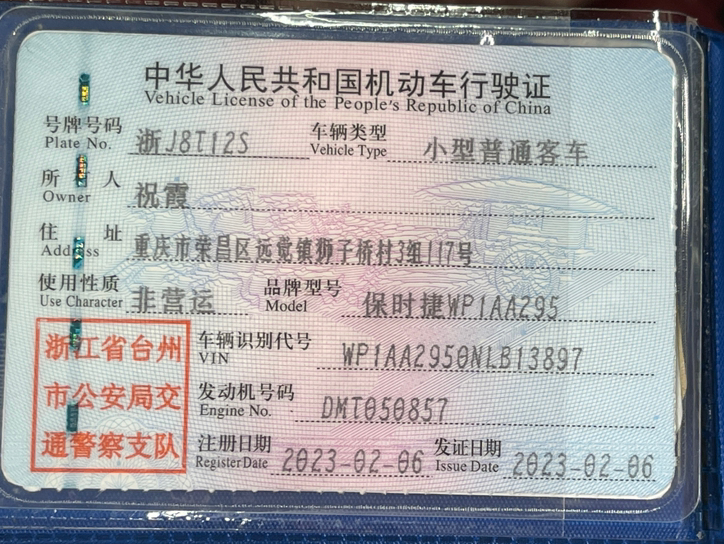 中华人民共和国机动车行驶证
Vehicle License of the People's Republic of China
号牌号码 浙J8T12S 车辆类型 小型普通客车
Plate No. Vehicle Type
所有人 祝霞
Owner
住址 重庆市荣昌区远觉镇狮子桥村3组117号
Address
使用性质 非营运 品牌型号 保时捷WP1AA295
Use Character Model
浙江省台州 车辆识别代号 WP1AA2950NLB13897
VIN
市公安局交 发动机号码 DMT050857
Engine No.
通警察支队 注册日期 2023-02-06 发证日期 2023-02-06
Register Date Issue Date